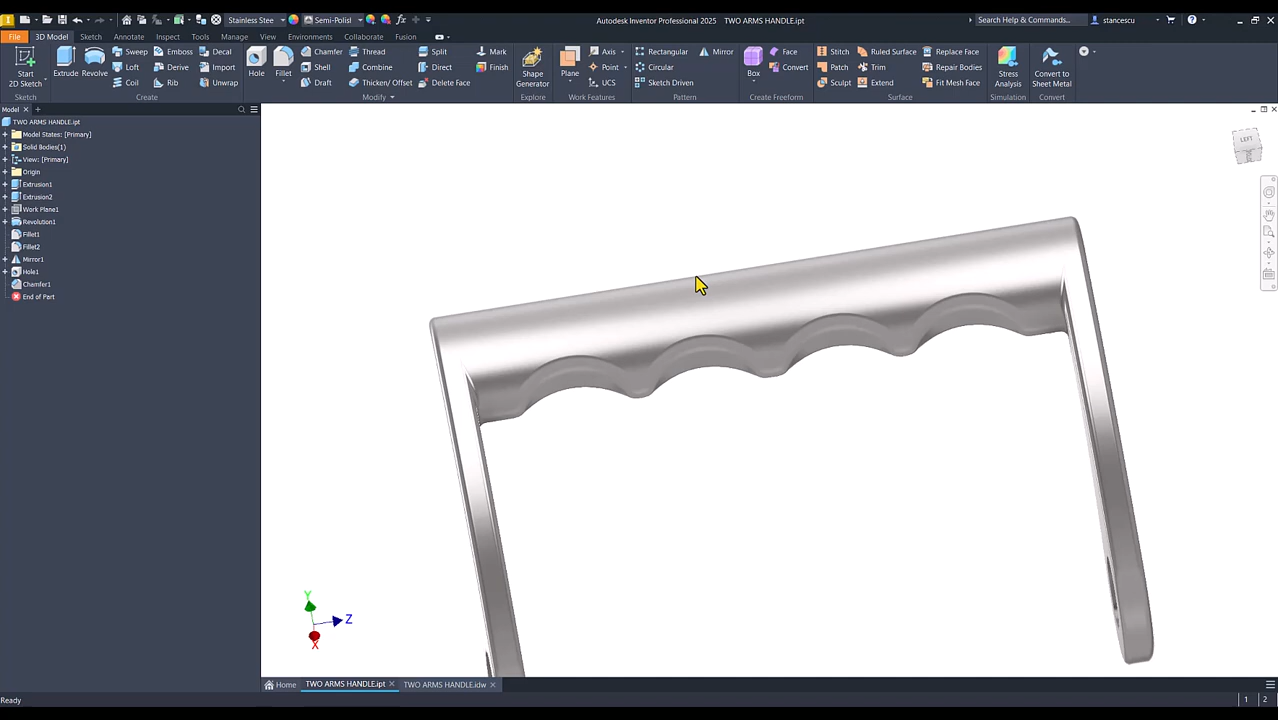 Stainless Stee
Semi-Polisl
Autodesk Inventor Professional 2025 TWO ARMS HANDLE.ipt
Search Help & Commands...
stancescu
File 3D Model Sketch Annotate Inspect Tools Manage View Environments Collaborate Fusion
Start
2D Sketch
Sketch
Extrude
Revolve
Sweep
Loft
Coil
Emboss
Derive
Rib
Decal
Import
Unwrap
Create
Hole
Fillet
Chamfer
Shell
Draft
Thread
Combine
Thicken/ Offset
Split
Direct
Delete Face
Mark
Finish
Modify
Shape
Generator
Explore
Plane
Axis
Point
UCS
Work Features
Rectangular
Circular
Sketch Driven
Mirror
Pattern
Box
Face
Convert
Create Freeform
Stitch
Patch
Sculpt
Ruled Surface
Trim
Extend
Replace Face
Repair Bodies
Fit Mesh Face
Surface
Stress
Analysis
Simulation
Convert to
Sheet Metal
Convert
Model
TWO ARMS HANDLE.ipt
Model States: [Primary]
Solid Bodies(1)
View: [Primary]
Origin
Extrusion1
Extrusion2
Work Plane1
Revolution1
Fillet1
Fillet2
Mirror1
Hole1
Chamfer1
End of Part
LEFT
Y
Z
X
Home TWO ARMS HANDLE.ipt TWO ARMS HANDLE.idw
Ready
1 2